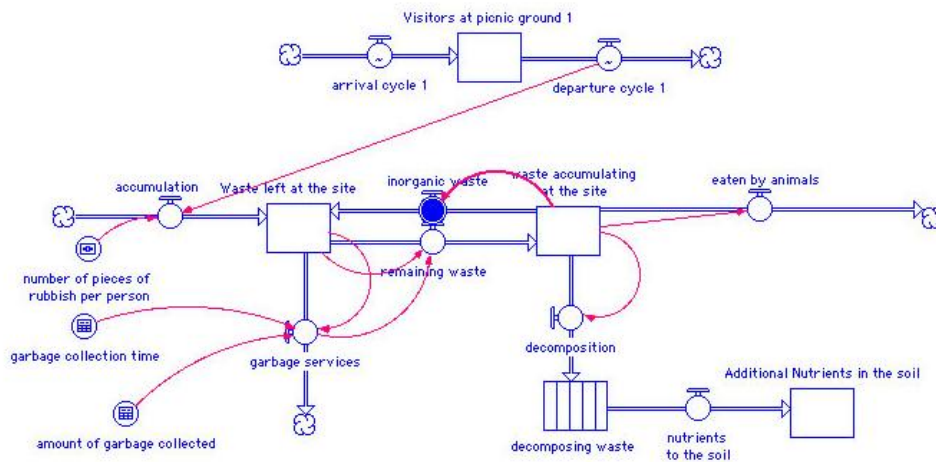 Visitors at picnic ground 1
arrival cycle 1
departure cycle 1
accumulation
Waste left at the site
inorganic waste
waste accumulating
at the site
eaten by animals
number of pieces of
rubbish per person
remaining waste
garbage collection time
garbage services
decomposition
Additional Nutrients in the soil
amount of garbage collected
decomposing waste
nutrients
to the soil